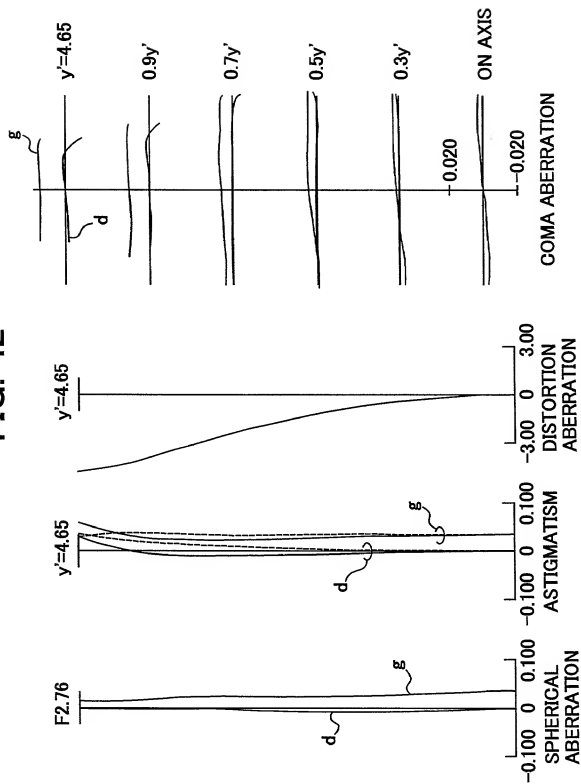 F2.76
g
d
-0.100 0 0.100
SPHERICAL
ABERRATION
y'=4.65
g
d
-0.100 0 0.100
ASTIGMATISM
y'=4.65
-3.00 0 3.00
DISTORTION
ABERRATION
g
y'=4.65
d
0.9y'
0.7y'
0.5y'
0.3y'
0.020
ON AXIS
-0.020
COMA ABERRATION